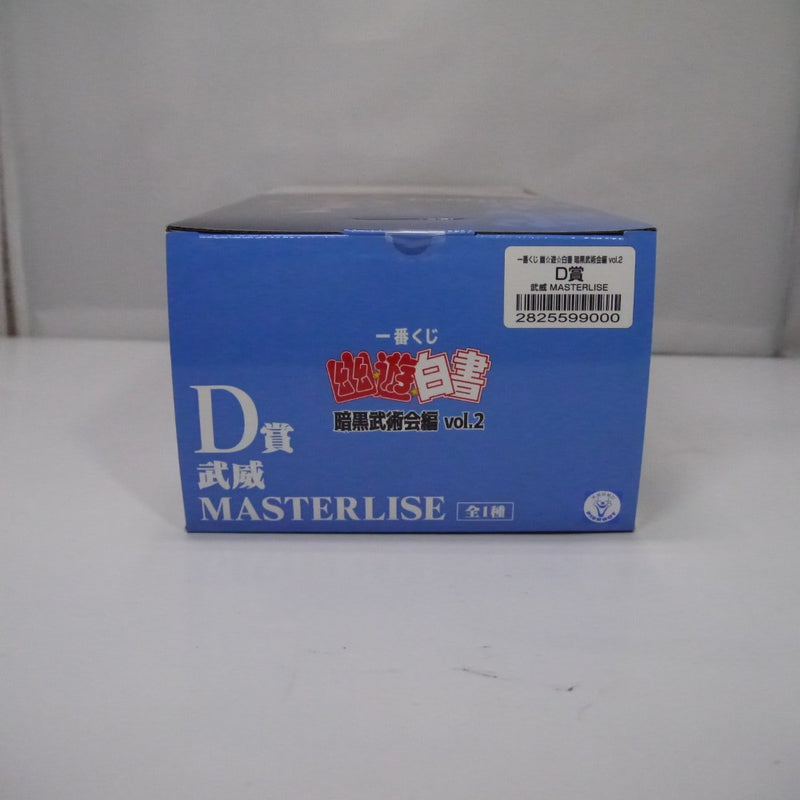 一番くじ 幽☆遊☆白書 暗黒武術会編 vol.2
D賞
武威 MASTERLISE
2825599000
一番くじ
幽☆遊☆白書
暗黒武術会編 vol.2
D賞
武威
MASTERLISE 全1種